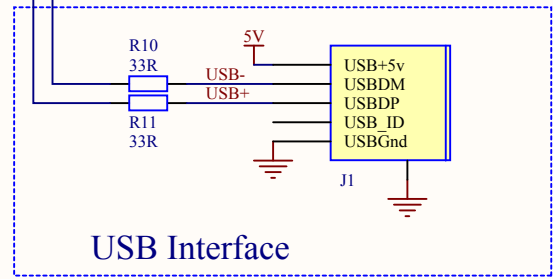 R10
33R
5V
USB-
USB+
R11
33R
USB+5v
USBDM
USBDP
USB_ID
USBGnd
J1
USB Interface